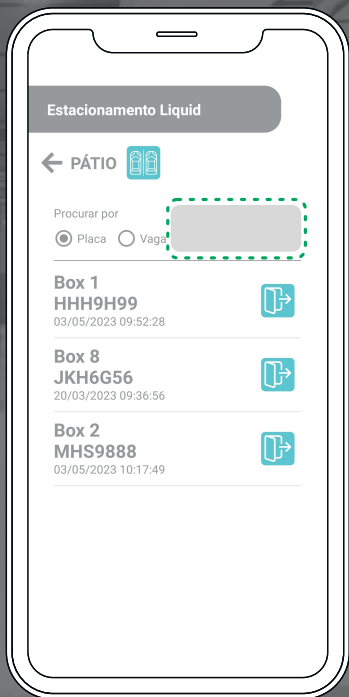 Estacionamento Liquid
PÁTIO
Procurar por
Placa Vaga
Box 1
HHH9H99
03/05/2023 09:52:28
Box 8
JKH6G56
20/03/2023 09:36:56
Box 2
MHS9888
03/05/2023 10:17:49